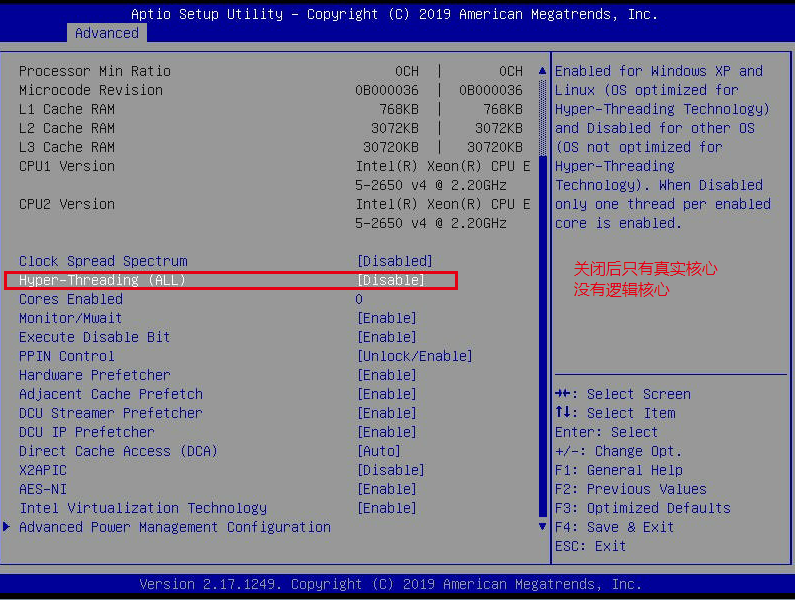 Aptio Setup Utility - Copyright (C) 2019 American Megatrends, Inc.
Advanced
Processor Min Ratio 0CH | 0CH
Microcode Revision 0B000036 | 0B000036
L1 Cache RAM 768KB | 768KB
L2 Cache RAM 3072KB | 3072KB
L3 Cache RAM 30720KB | 30720KB
CPU1 Version Intel(R) Xeon(R) CPU E
5-2650 v4 @ 2.20GHz
CPU2 Version Intel(R) Xeon(R) CPU E
5-2650 v4 @ 2.20GHz
Clock Spread Spectrum [Disabled]
Hyper-Threading (ALL) [Disable]
Cores Enabled 0
Monitor/Mwait [Enable]
Execute Disable Bit [Enable]
PPIN Control [Unlock/Enable]
Hardware Prefetcher [Enable]
Adjacent Cache Prefetch [Enable]
DCU Streamer Prefetcher [Enable]
DCU IP Prefetcher [Enable]
Direct Cache Access (DCA) [Auto]
X2APIC [Disable]
AES-NI [Enable]
Intel Virtualization Technology [Enable]
Advanced Power Management Configuration
Enabled for Windows XP and
Linux (OS optimized for
Hyper-Threading Technology)
and Disabled for other OS
(OS not optimized for
Hyper-Threading
Technology). When Disabled
only one thread per enabled
core is enabled.
关闭后只有真实核心
没有逻辑核心
→←: Select Screen
↑↓: Select Item
Enter: Select
+/-: Change Opt.
F1: General Help
F2: Previous Values
F3: Optimized Defaults
F4: Save & Exit
ESC: Exit
Version 2.17.1249. Copyright (C) 2019 American Megatrends, Inc.